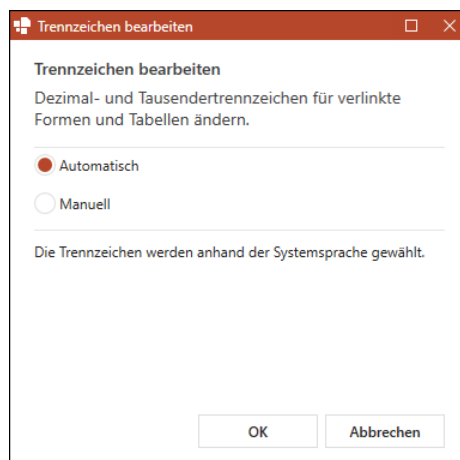 Trennzeichen bearbeiten
Trennzeichen bearbeiten
Dezimal- und Tausendertrennzeichen für verlinkte
Formen und Tabellen ändern.
Automatisch
Manuell
Die Trennzeichen werden anhand der Systemsprache gewählt.
OK Abbrechen